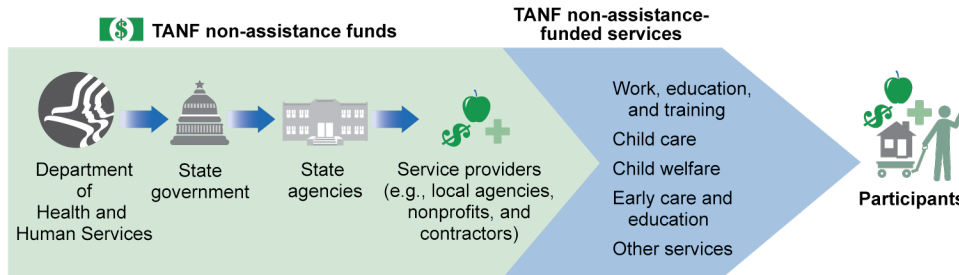 $ TANF non-assistance funds
TANF non-assistance-
funded services
Department
of
Health and
Human Services
State
government
State
agencies
$
Service providers
(e.g., local agencies,
nonprofits, and
contractors)
Work, education,
and training
Child care
Child welfare
Early care and
education
Other services
$
Participants